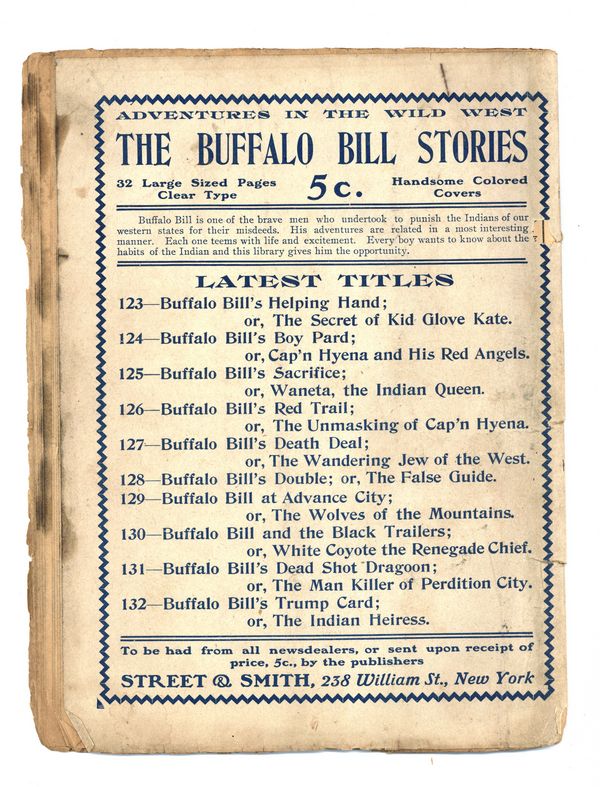 ADVENTURES IN THE WILD WEST
THE BUFFALO BILL STORIES
32 Large Sized Pages
Clear Type
5c.
Handsome Colored
Covers
Buffalo Bill is one of the brave men who undertook to punish the Indians of our
western states for their misdeeds. His adventures are related in a most interesting
manner. Each one teems with life and excitement. Every boy wants to know about the
habits of the Indian and this library gives him the opportunity.
LATEST TITLES
123—Buffalo Bill's Helping Hand;
or, The Secret of Kid Glove Kate.
124—Buffalo Bill's Boy Pard;
or, Cap'n Hyena and His Red Angels.
125—Buffalo Bill's Sacrifice;
or, Waneta, the Indian Queen.
126—Buffalo Bill's Red Trail;
or, The Unmasking of Cap'n Hyena.
127—Buffalo Bill's Death Deal;
or, The Wandering Jew of the West.
128—Buffalo Bill's Double; or, The False Guide.
129—Buffalo Bill at Advance City;
or, The Wolves of the Mountains.
130—Buffalo Bill and the Black Trailers;
or, White Coyote the Renegade Chief.
131—Buffalo Bill's Dead Shot Dragoon;
or, The Man Killer of Perdition City.
132—Buffalo Bill's Trump Card;
or, The Indian Heiress.
To be had from all newsdealers, or sent upon receipt of
price, 5c., by the publishers
STREET & SMITH, 238 William St., New York